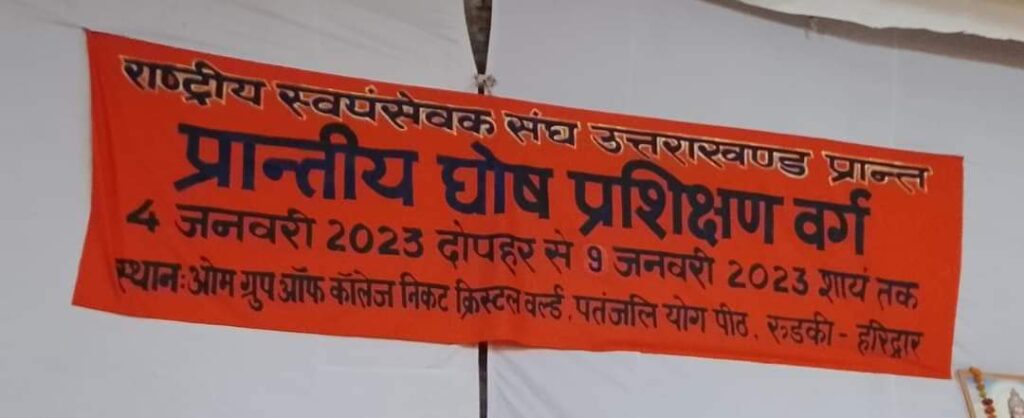 राष्ट्रीय स्वयंसेवक संघ उत्तराखण्ड प्रान्त
प्रान्तीय घोष प्रशिक्षण वर्ग
4 जनवरी 2023 दोपहर से 9 जनवरी 2023 शायं तक
स्थान: ओम ग्रुप ऑफ कॉलेज निकट क्रिस्टल वर्ल्ड, पतंजलि योग पीठ, रुडकी - हरिद्वार